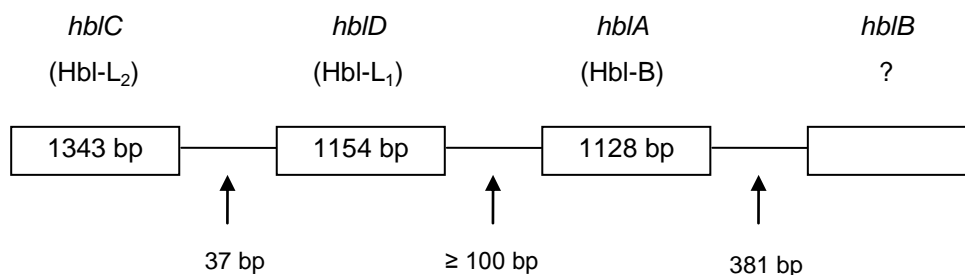 hblC hblD hblA hblB
(Hbl-L₂) (Hbl-L₁) (Hbl-B) ?
1343 bp 1154 bp 1128 bp
37 bp ≥ 100 bp 381 bp